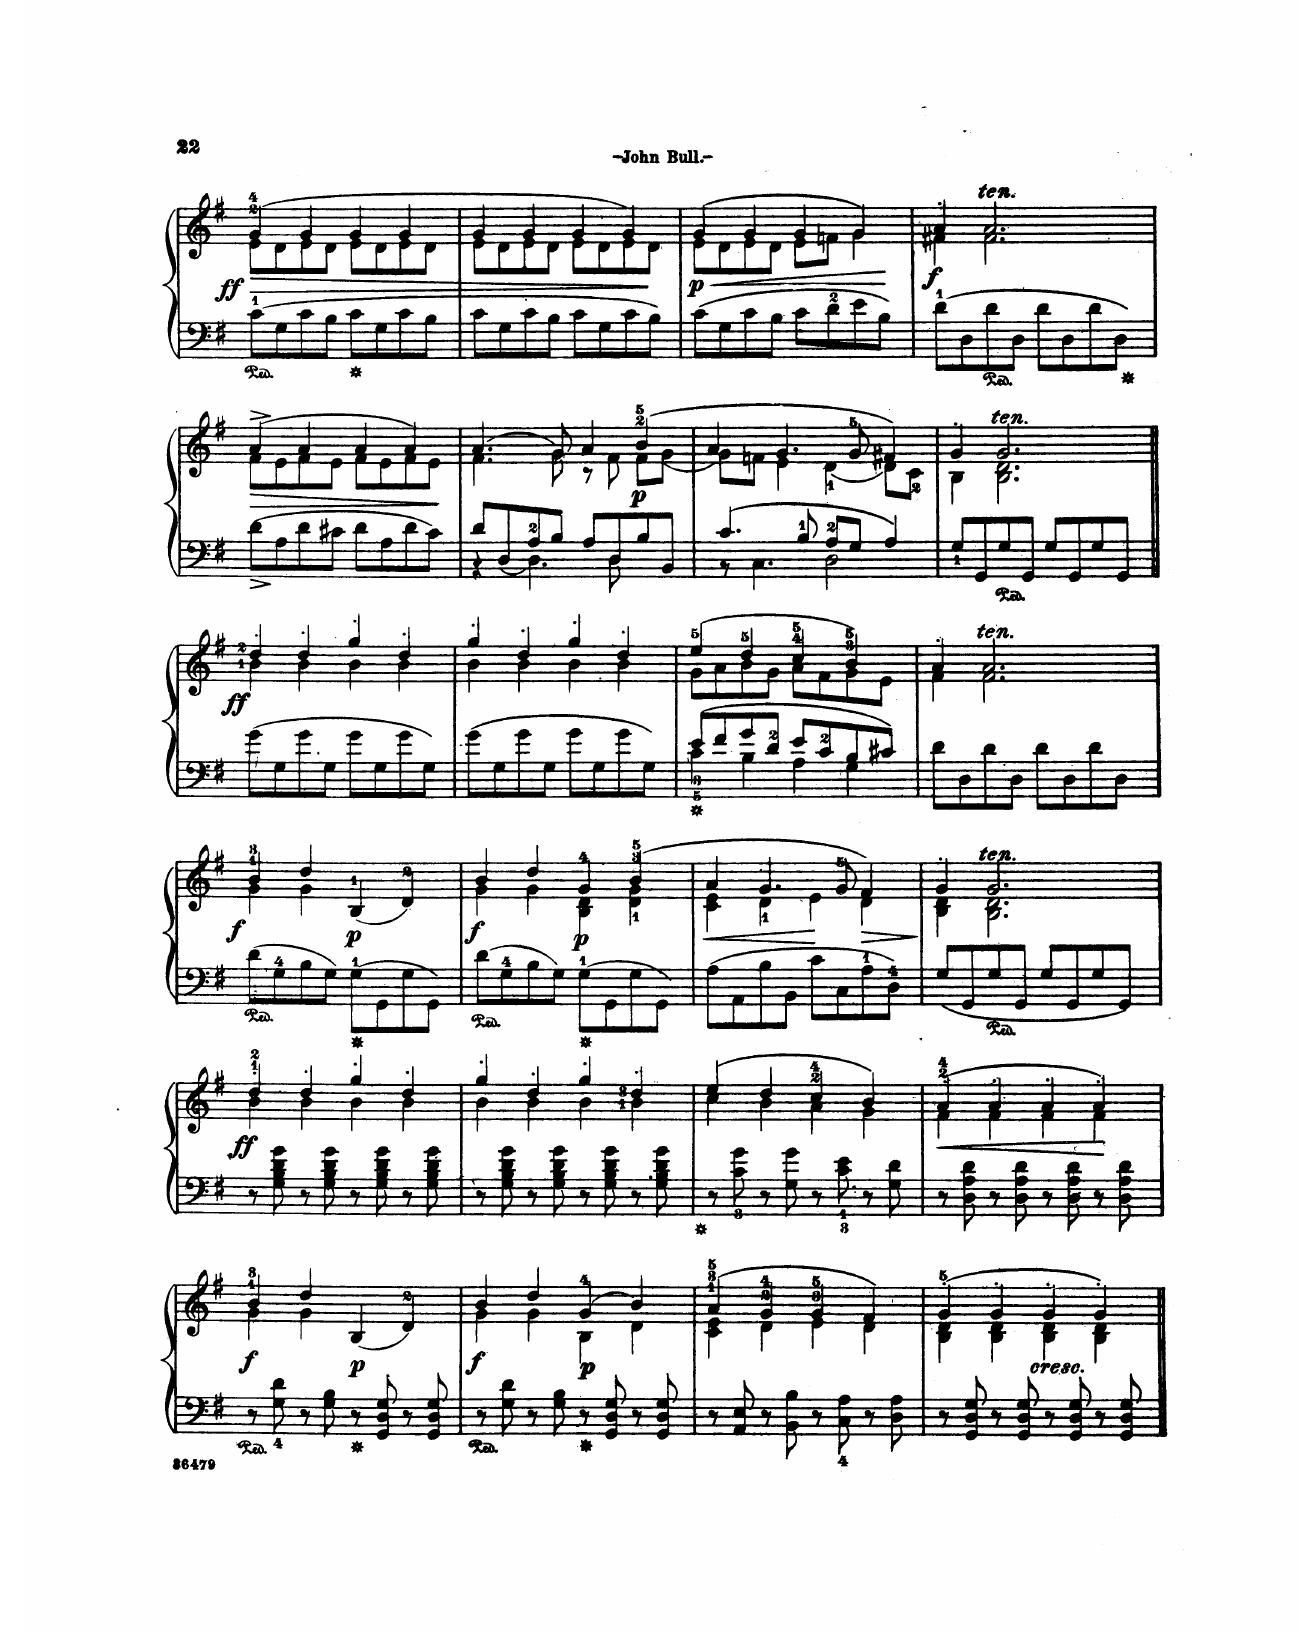 22
-John Bull.-
ten.
ff
p
f
Ped.
Ped.
ten.
p
Ped.
ten.
ff
ten.
f
p
f
p
Ped.
Ped.
Ped.
ff
f
p
f
p
cresc.
Ped.
Ped.
36479